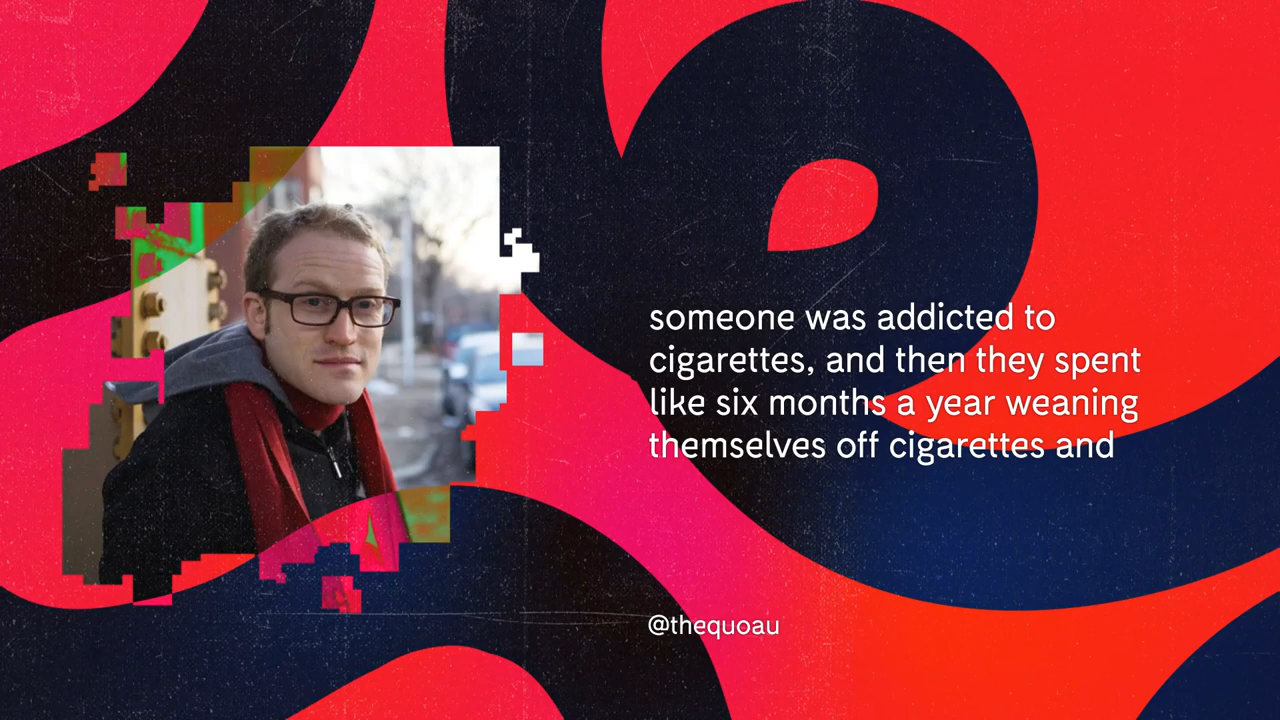 someone was addicted to
cigarettes, and then they spent
like six months a year weaning
themselves off cigarettes and
@thequoau